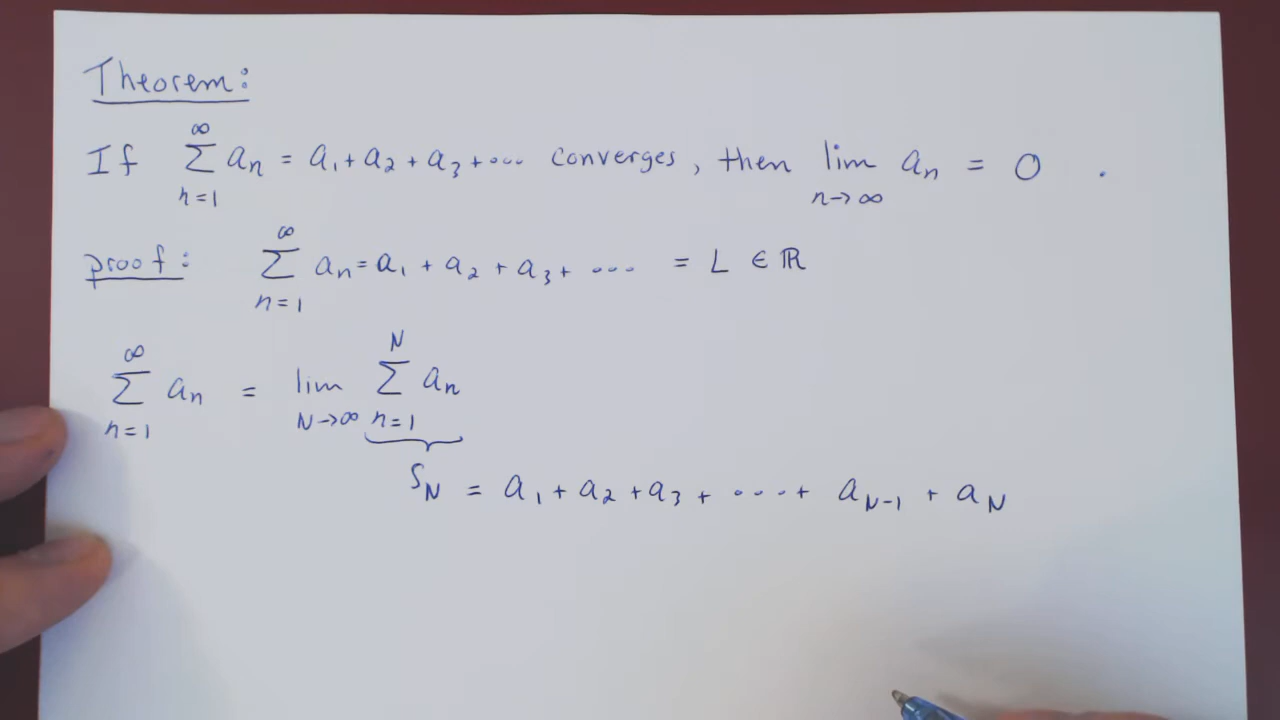 Theorem:
If ∑_{n=1}^{∞} a_n = a_1 + a_2 + a_3 + ... converges, then lim_{n→∞} a_n = 0 .
proof: ∑_{n=1}^{∞} a_n = a_1 + a_2 + a_3 + .... = L ∈ ℝ
∑_{n=1}^{∞} a_n = lim_{N→∞} ∑_{n=1}^{N} a_n
S_N = a_1 + a_2 + a_3 + .... + a_{N-1} + a_N